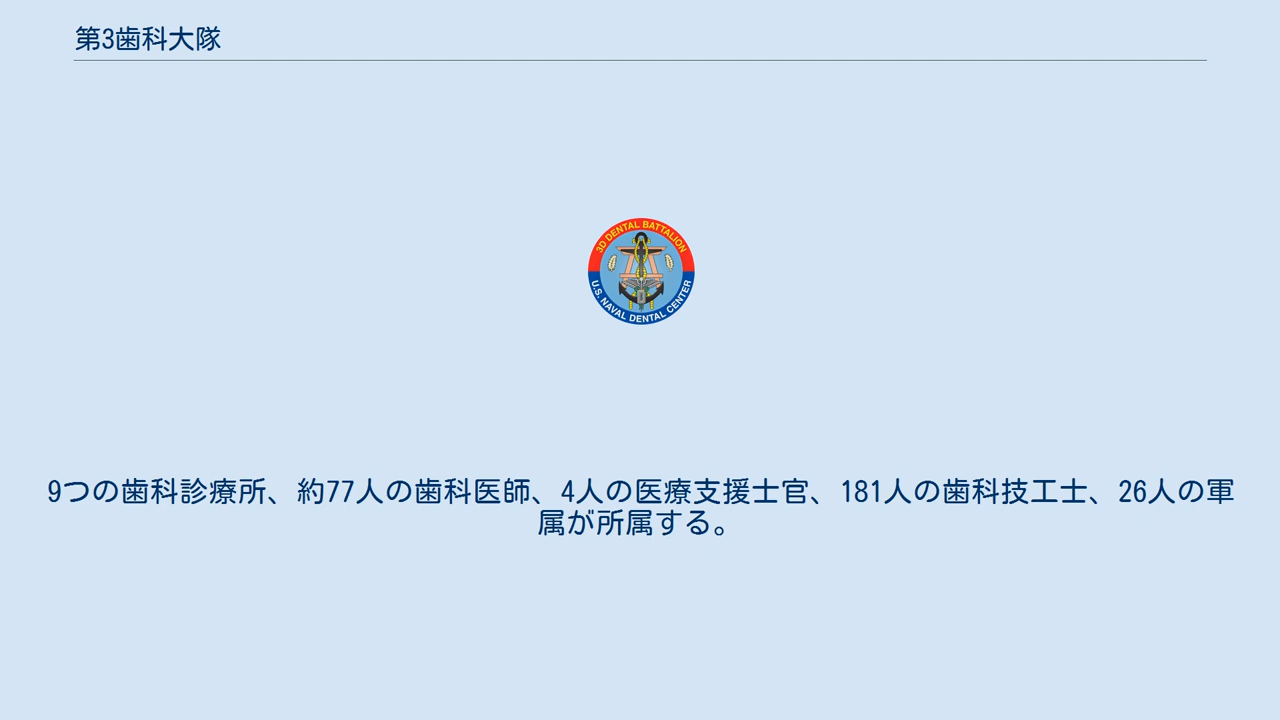 第3歯科大隊
3D DENTAL BATTALION
U.S. NAVAL DENTAL CENTER
9つの歯科診療所、約77人の歯科医師、4人の医療支援士官、181人の歯科技工士、26人の軍
属が所属する。